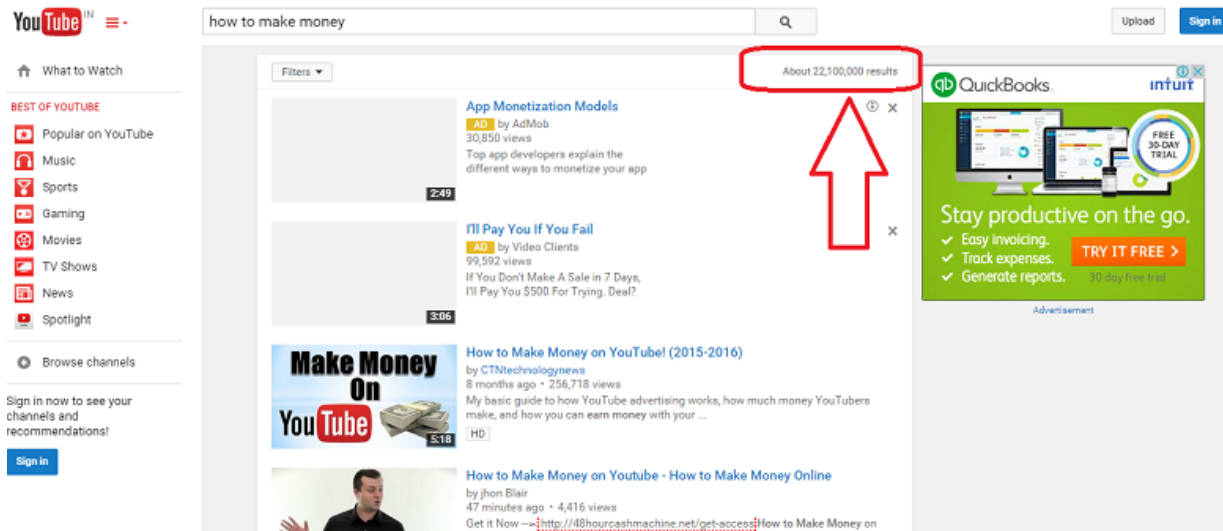 YouTube IN
how to make money
Upload
Sign in
What to Watch
BEST OF YOUTUBE
Popular on YouTube
Music
Sports
Gaming
Movies
TV Shows
News
Spotlight
Browse channels
Sign in now to see your
channels and
recommendations!
Sign in
Filters
About 22,100,000 results
App Monetization Models
AD by AdMob
30,850 views
Top app developers explain the
different ways to monetize your app
2:49
I'll Pay You If You Fail
AD by Video Clients
99,592 views
If You Don't Make A Sale in 7 Days,
I'll Pay You $500 For Trying. Deal?
3:06
Make Money
On
YouTube
5:18
How to Make Money on YouTube! (2015-2016)
by CTNtechnologynews
8 months ago • 256,718 views
My basic guide to how YouTube advertising works, how much money YouTubers
make, and how you can earn money with your ...
HD
How to Make Money on Youtube - How to Make Money Online
by jhon Blair
47 minutes ago • 4,416 views
Get it Now --» http://48hourcashmachine.net/get-access How to Make Money on
qb QuickBooks.
intuit
FREE
30-DAY
TRIAL
Stay productive on the go.
Easy invoicing.
Track expenses.
Generate reports.
TRY IT FREE >
30 day free trial
Advertisement